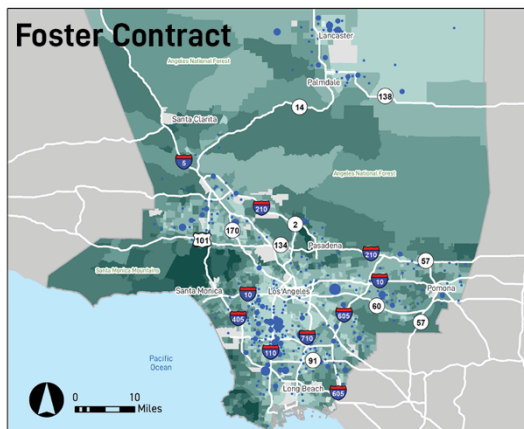 Foster Contract
Lancaster
Angeles National Forest
Palmdale
138
14
Santa Clarita
5
Angeles National Forest
210
2
170
101
134
Pasadena
210
57
Santa Monica Mountains
10
Santa Monica
Los Angeles
10
60
Pomona
405
605
57
710
110
91
Pacific
Ocean
Long Beach
605
0 10
Miles